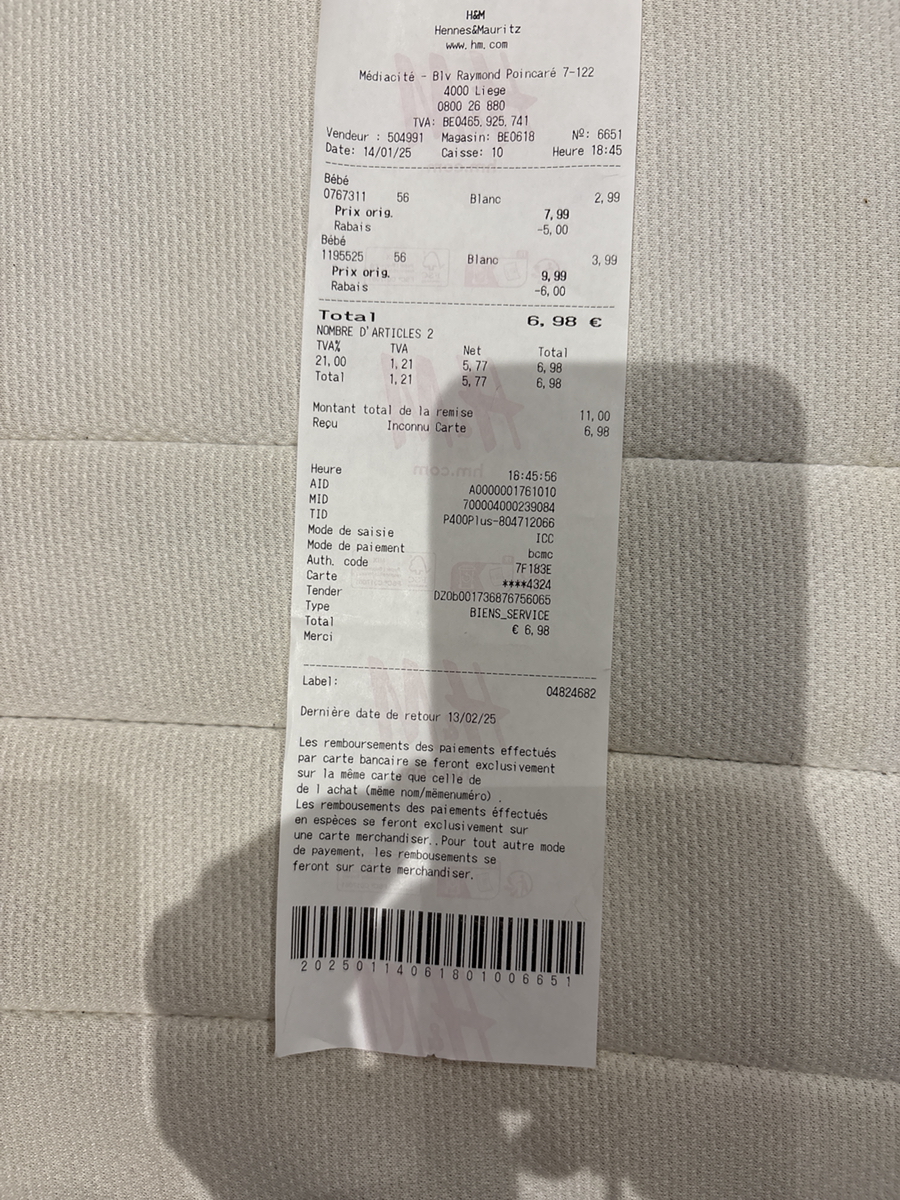 H&M
Hennes&Mauritz
www.hm.com
Médiacité - Blv Raymond Poincaré 7-122
4000 Liege
0800 26 880
TVA: BE0465.925.741
Vendeur : 504991 Magasin: BE0618 Nº: 6651
Date: 14/01/25 Caisse: 10 Heure 18:45
Bébé
0767311 56 Blanc 2,99
Prix orig. 7,99
Rabais -5,00
Bébé
1195525 56 Blanc 3,99
Prix orig. 9,99
Rabais -6,00
Total 6,98 €
NOMBRE D'ARTICLES 2
TVA% TVA Net Total
21,00 1,21 5,77 6,98
Total 1,21 5,77 6,98
Montant total de la remise 11,00
Reçu Inconnu Carte 6,98
hm.com
Heure 18:45:56
AID A0000001761010
MID 700004000239084
TID P400Plus-804712066
Mode de saisie ICC
Mode de paiement bcmc
Auth. code 7F183E
Carte ****4324
Tender DZ0b001736876756065
Type BIENS_SERVICE
Total € 6,98
Merci
Label: 04824682
Dernière date de retour 13/02/25
Les remboursements des paiements effectués
par carte bancaire se feront exclusivement
sur la même carte que celle de
de l achat (même nom/mêmenuméro) .
Les rembousements des paiements éffectués
en espèces se feront exclusivement sur
une carte merchandiser..Pour tout autre mode
de payement, les rembousements se
feront sur carte merchandiser.
20250114061801006651